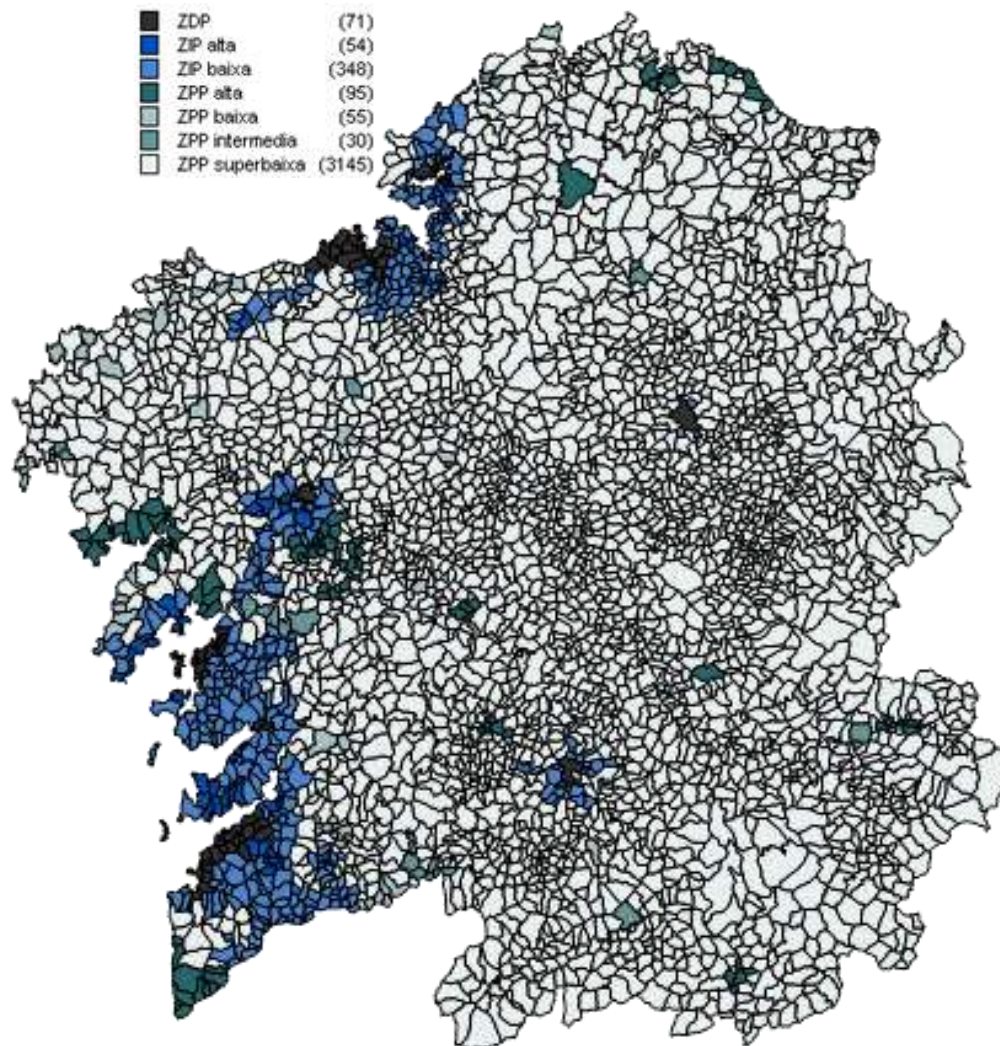 ZDP (71)
ZIP alta (54)
ZIP baixa (348)
ZPP alta (95)
ZPP baixa (55)
ZPP intermedia (30)
ZPP superbaixa (3145)